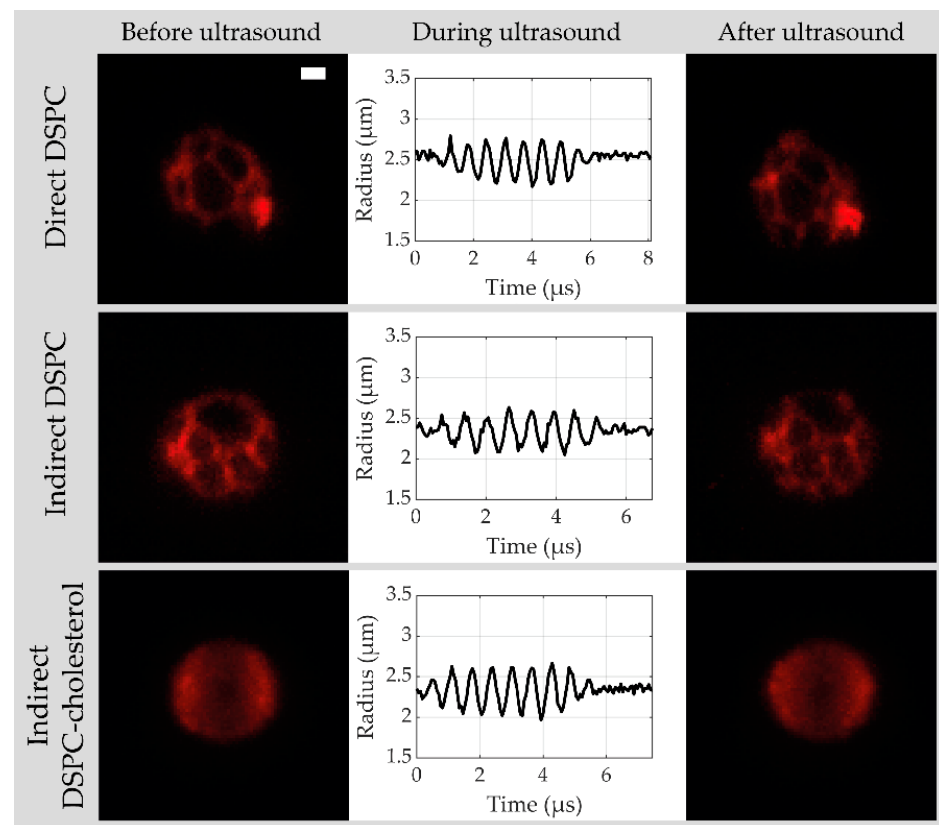 Before ultrasound
During ultrasound
After ultrasound
Direct DSPC
Radius (µm)
3.5
3
2.5
2
1.5
0 2 4 6 8
Time (µs)
Indirect DSPC
Radius (µm)
3.5
3
2.5
2
1.5
0 2 4 6
Time (µs)
Indirect
DSPC-cholesterol
Radius (µm)
3.5
3
2.5
2
1.5
0 2 4 6
Time (µs)